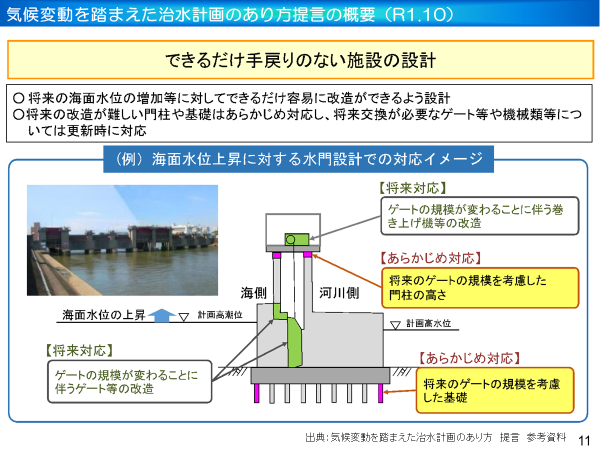 気候変動を踏まえた治水計画のあり方提言の概要（R1.10）
できるだけ手戻りのない施設の設計
○ 将来の海面水位の増加等に対してできるだけ容易に改造ができるよう設計
○将来の改造が難しい門柱や基礎はあらかじめ対応し、将来交換が必要なゲート等や機械類等につ
いては更新時に対応
（例）海面水位上昇に対する水門設計での対応イメージ
【将来対応】
ゲートの規模が変わることに伴う巻
き上げ機等の改造
【あらかじめ対応】
将来のゲートの規模を考慮した
門柱の高さ
海側
河川側
海面水位の上昇
計画高潮位
計画高水位
【将来対応】
ゲートの規模が変わることに
伴うゲート等の改造
【あらかじめ対応】
将来のゲートの規模を考慮
した基礎
出典：気候変動を踏まえた治水計画のあり方 提言 参考資料
11